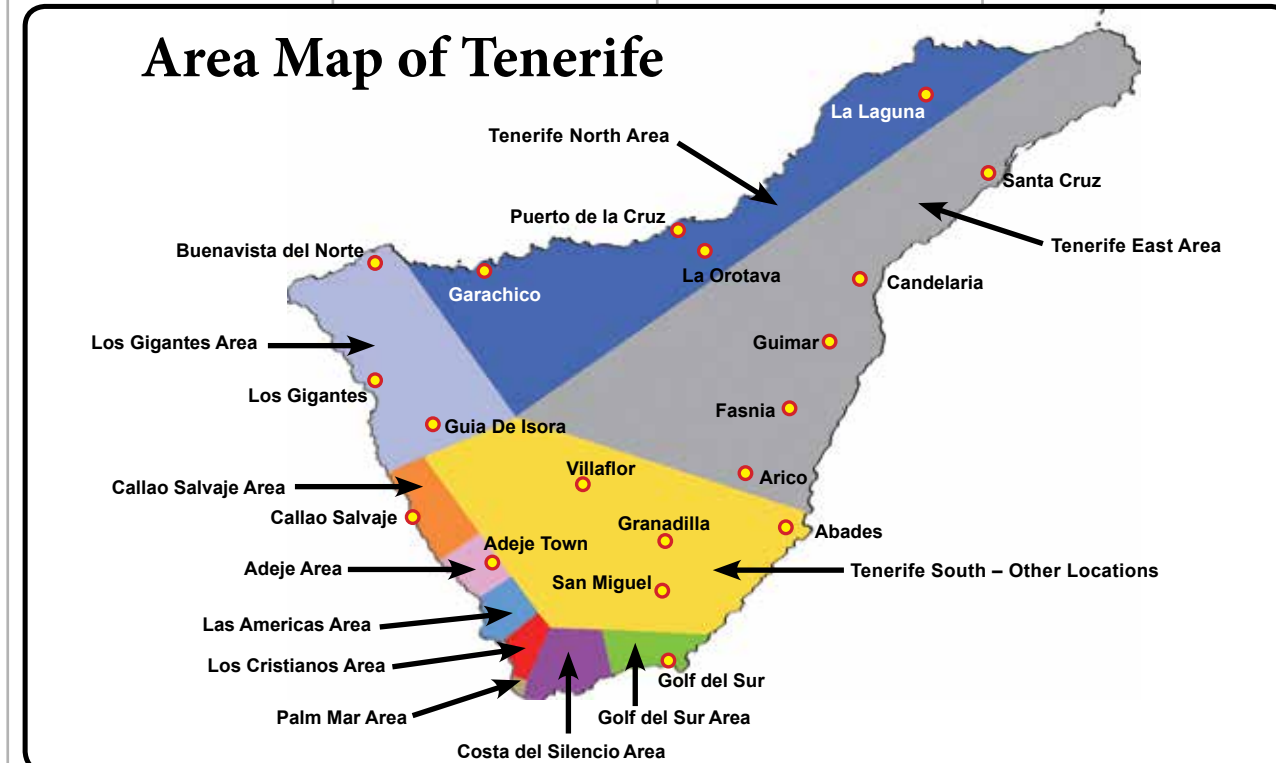 Area Map of Tenerife
La Laguna
Tenerife North Area
Santa Cruz
Puerto de la Cruz
Tenerife East Area
Buenavista del Norte
La Orotava
Candelaria
Garachico
Los Gigantes Area
Guimar
Los Gigantes
Fasnia
Guia De Isora
Villaflor
Arico
Callao Salvaje Area
Callao Salvaje
Granadilla
Abades
Adeje Town
Adeje Area
Tenerife South – Other Locations
San Miguel
Las Americas Area
Los Cristianos Area
Golf del Sur
Palm Mar Area
Golf del Sur Area
Costa del Silencio Area